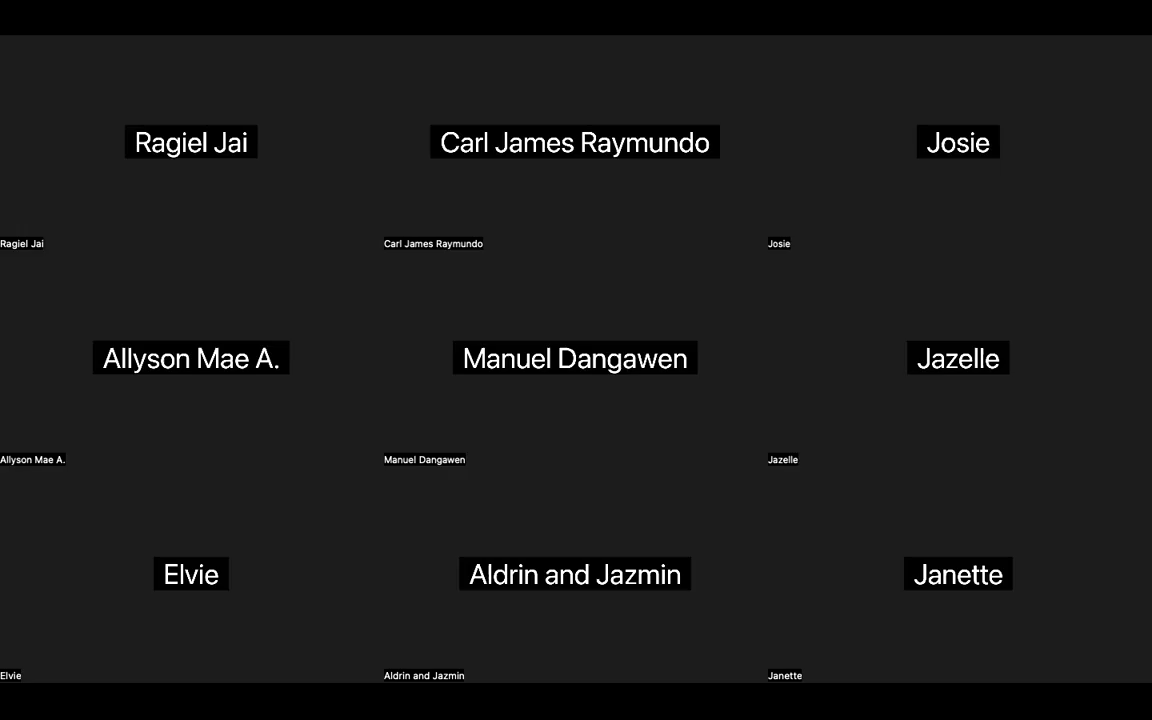 Ragiel Jai
Carl James Raymundo
Josie
Ragiel Jai
Carl James Raymundo
Josie
Allyson Mae A.
Manuel Dangawen
Jazelle
Allyson Mae A.
Manuel Dangawen
Jazelle
Elvie
Aldrin and Jazmin
Janette
Elvie
Aldrin and Jazmin
Janette